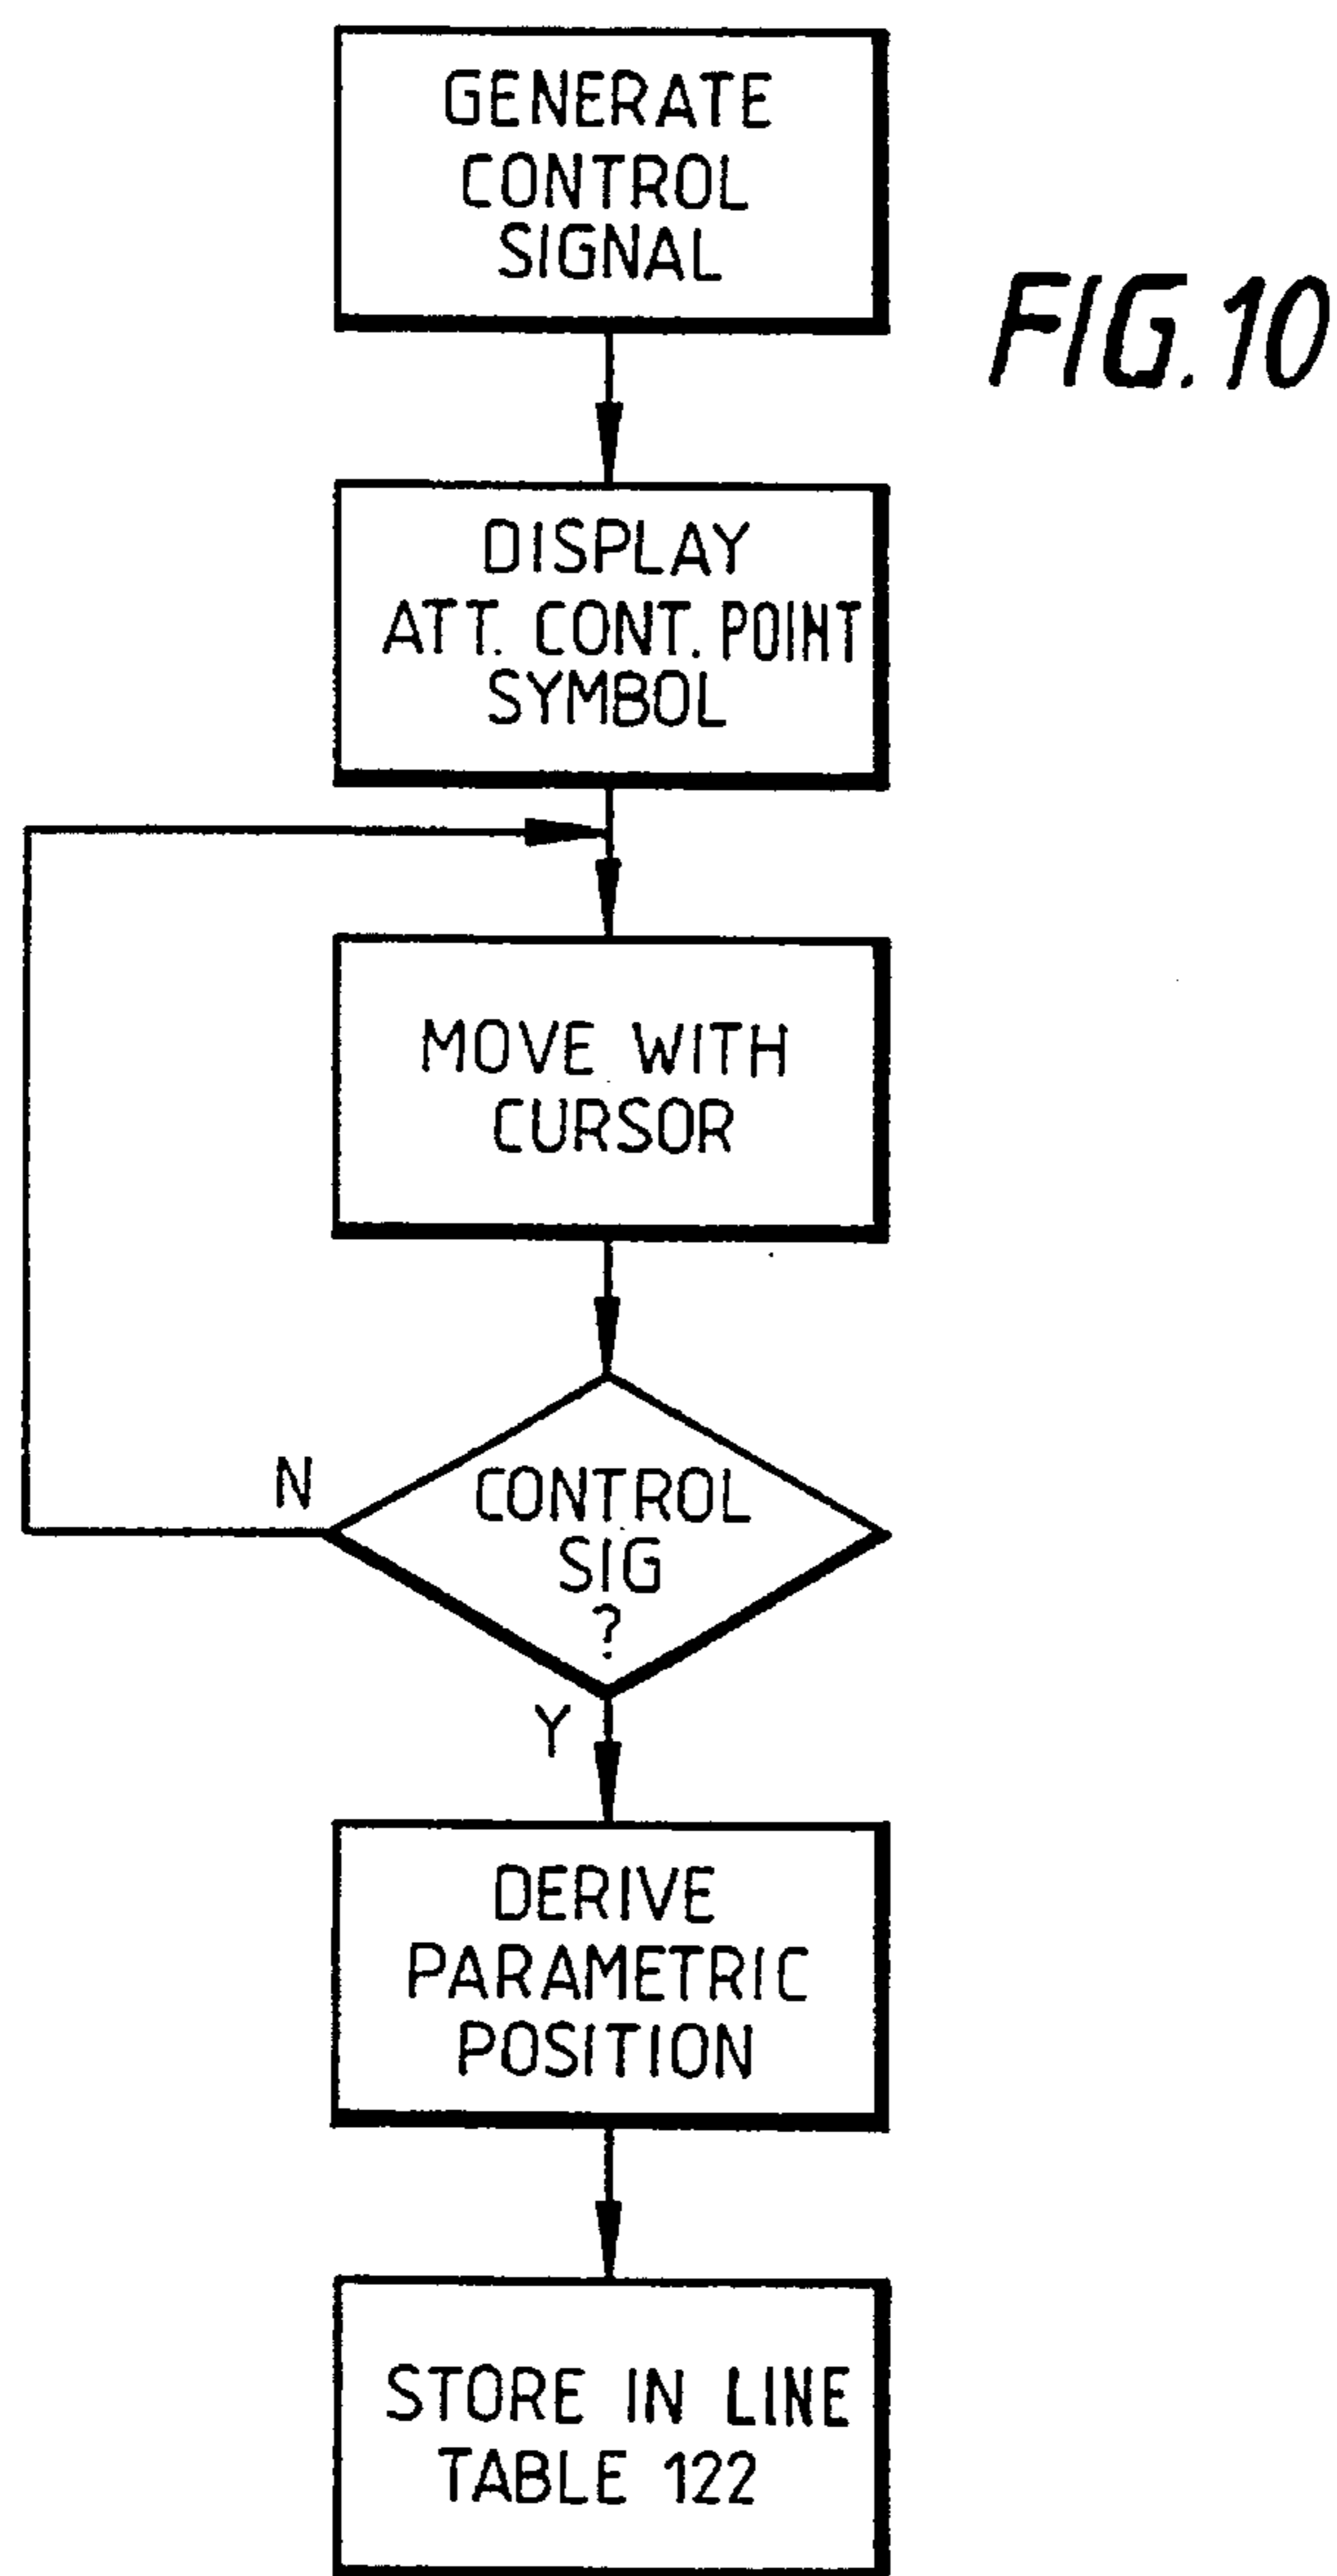 GENERATE
CONTROL
SIGNAL
FIG.10
DISPLAY
ATT. CONT. POINT
SYMBOL
MOVE WITH
CURSOR
N
CONTROL
SIG
?
Y
DERIVE
PARAMETRIC
POSITION
STORE IN LINE
TABLE 122